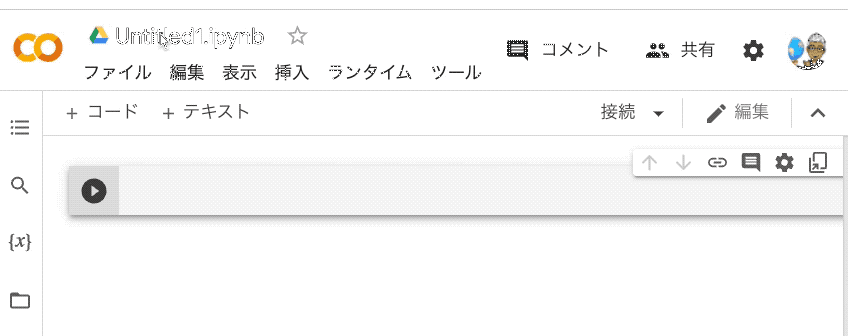 Untitled1.ipynb
コメント 共有
ファイル 編集 表示 挿入 ランタイム ツール
+ コード + テキスト 接続 編集
{x}